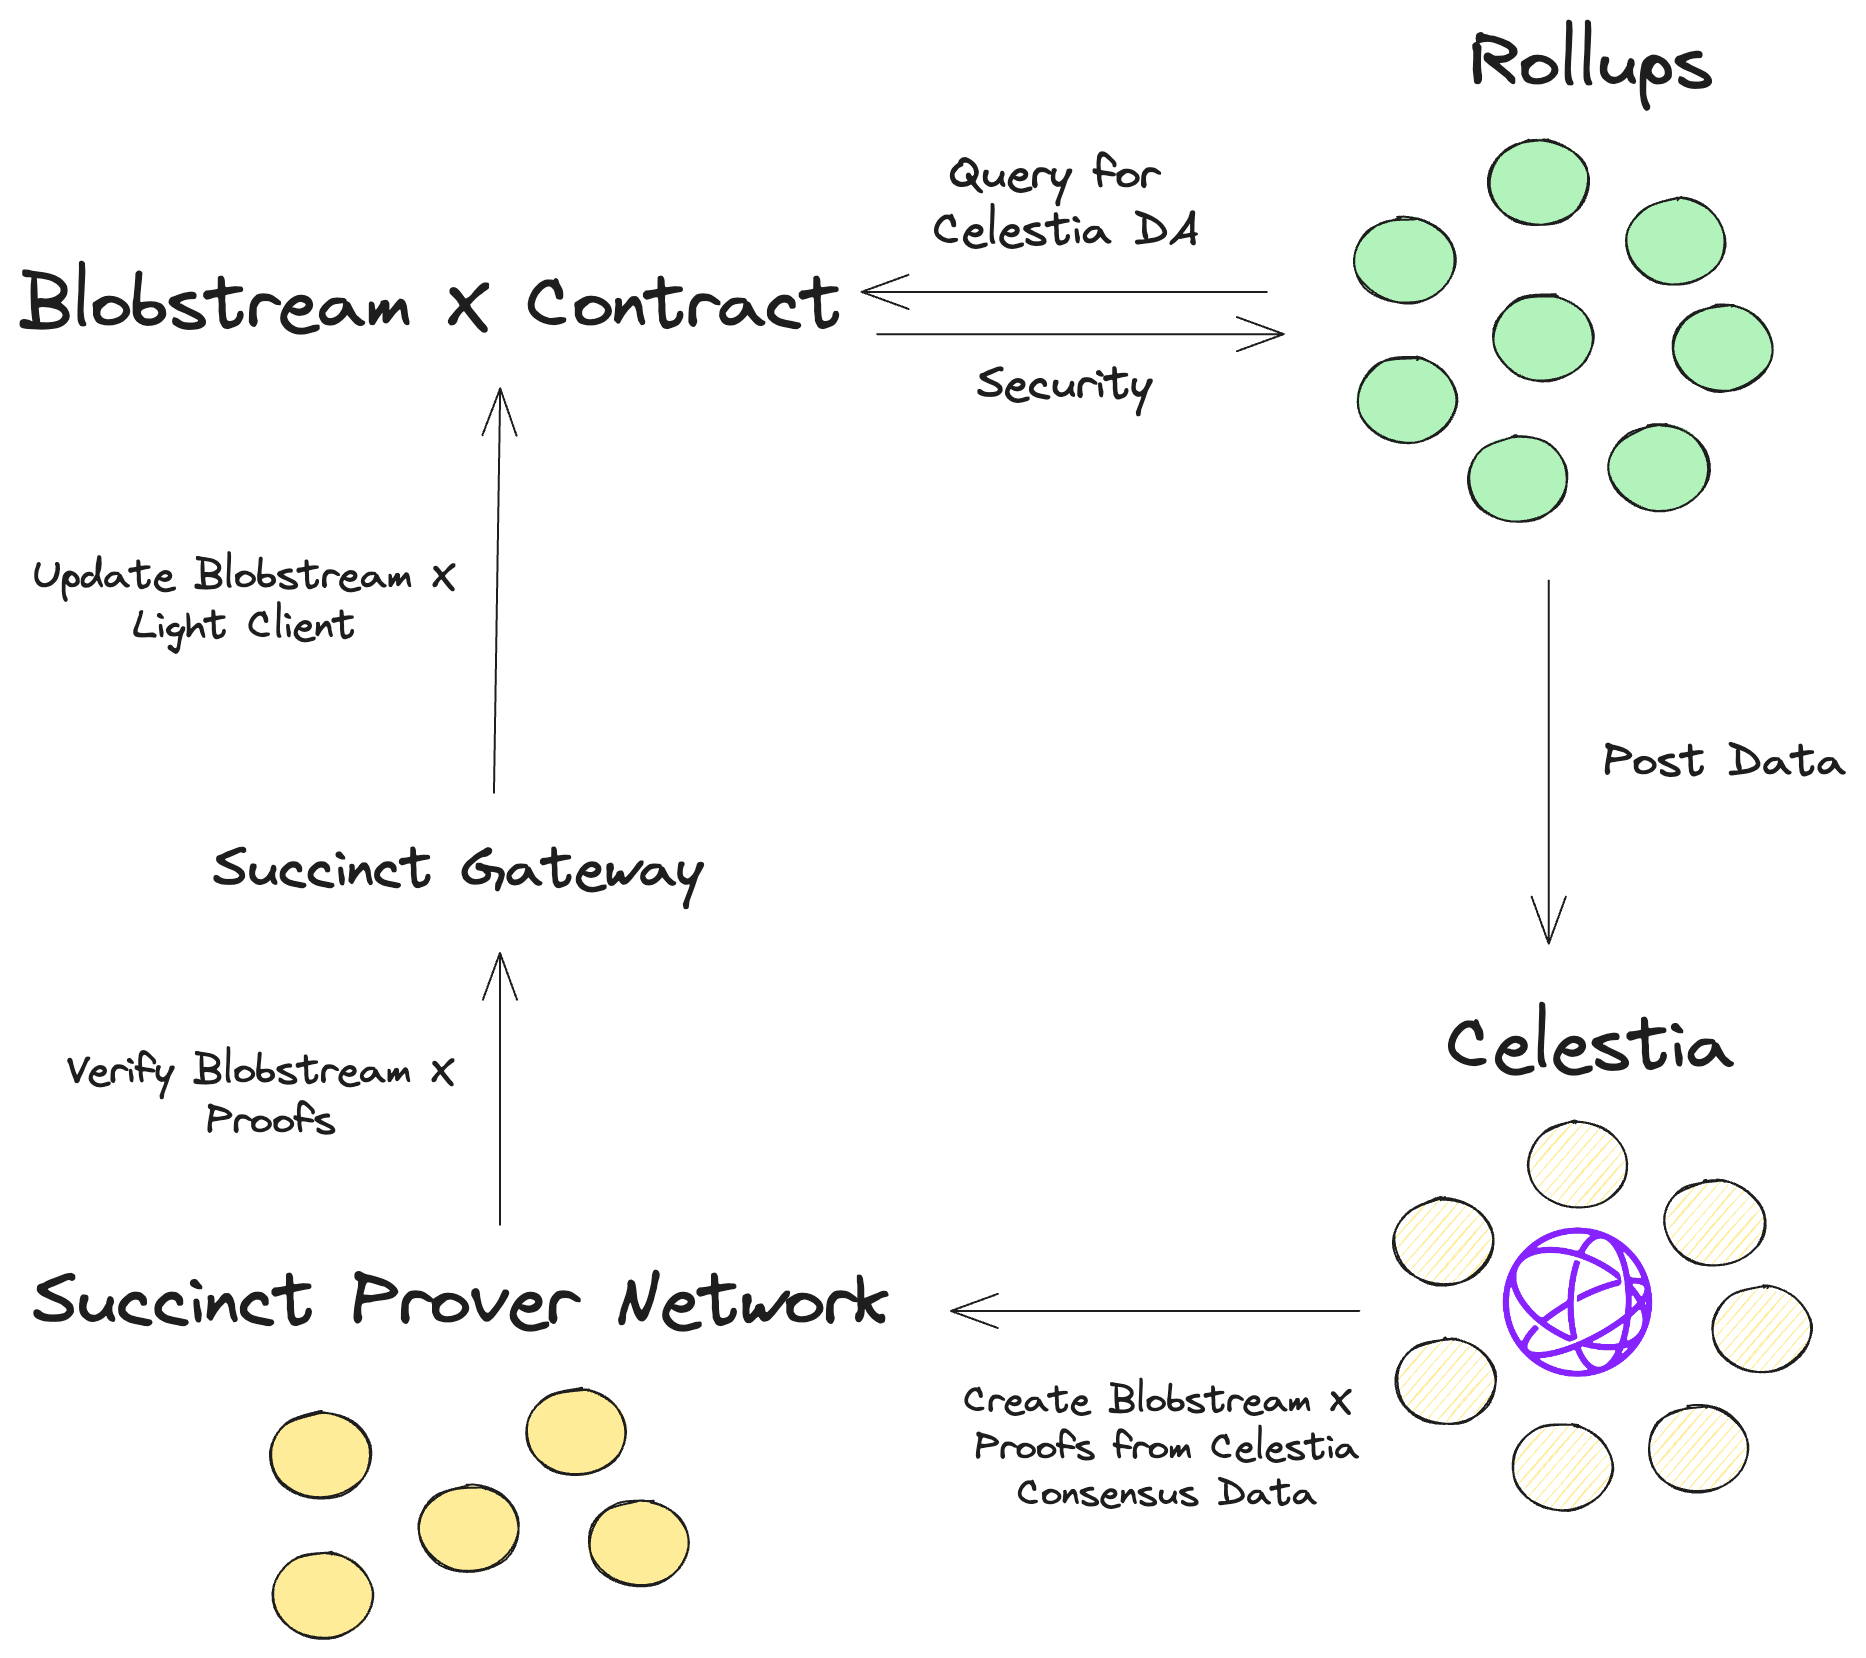 Rollups
Query for
Celestia DA
Blobstream X Contract
Security
Update Blobstream X
Light Client
Post Data
Succinct Gateway
Celestia
Verify Blobstream X
Proofs
Succinct Prover Network
Create Blobstream X
Proofs from Celestia
Consensus Data